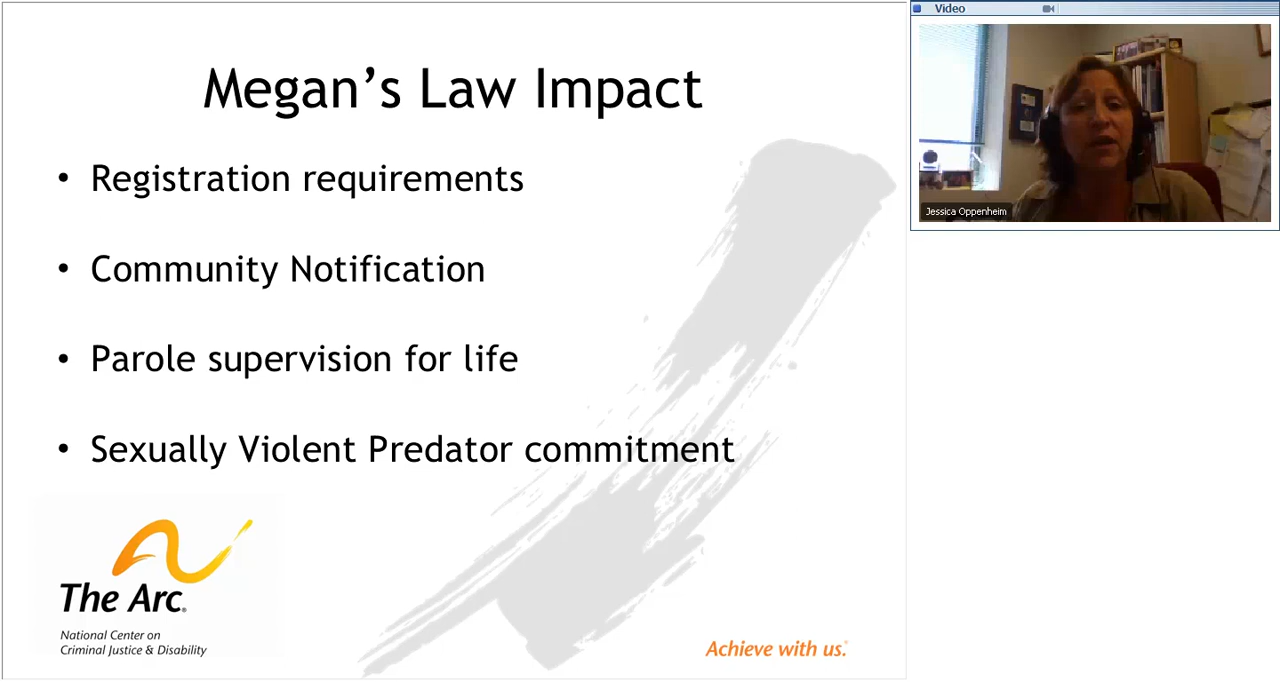 Megan’s Law Impact
• Registration requirements
• Community Notification
• Parole supervision for life
• Sexually Violent Predator commitment
The Arc®
National Center on
Criminal Justice & Disability
Achieve with us.®
Video
Jessica Oppenheim